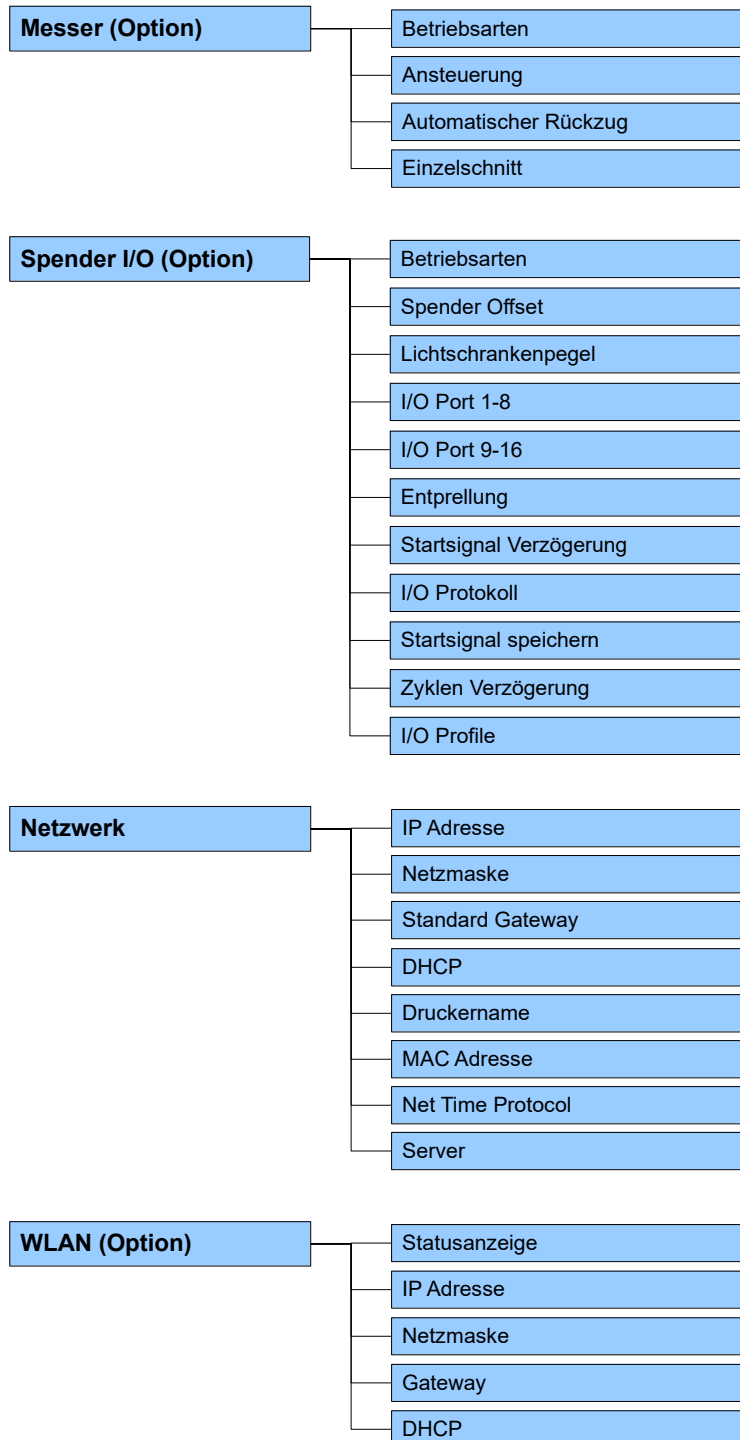 Messer (Option)
Betriebsarten
Ansteuerung
Automatischer Rückzug
Einzelschnitt
Spender I/O (Option)
Betriebsarten
Spender Offset
Lichtschrankenpegel
I/O Port 1-8
I/O Port 9-16
Entprellung
Startsignal Verzögerung
I/O Protokoll
Startsignal speichern
Zyklen Verzögerung
I/O Profile
Netzwerk
IP Adresse
Netzmaske
Standard Gateway
DHCP
Druckername
MAC Adresse
Net Time Protocol
Server
WLAN (Option)
Statusanzeige
IP Adresse
Netzmaske
Gateway
DHCP